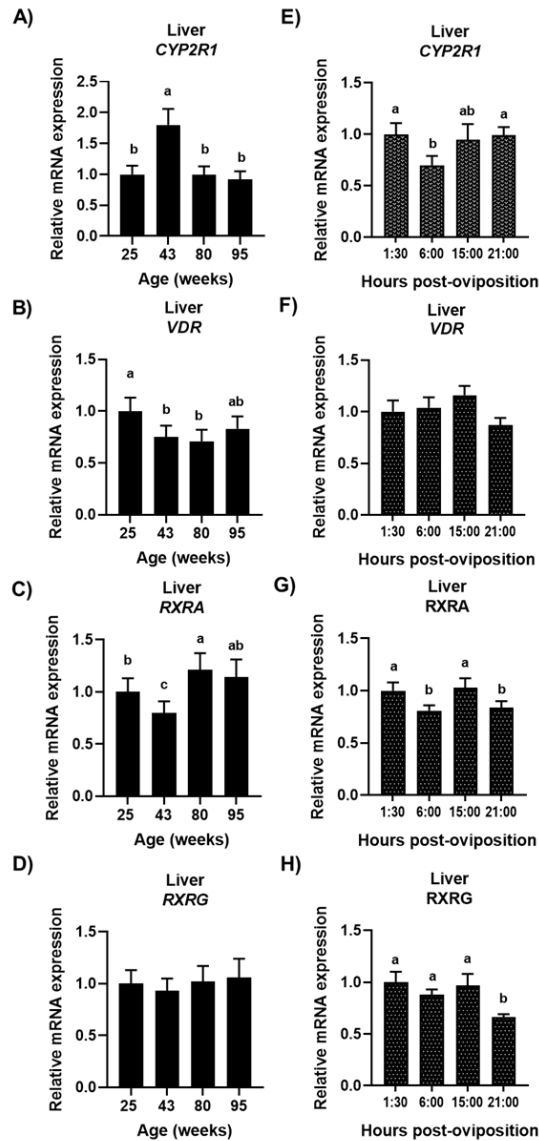 A)
Liver
CYP2R1
Relative mRNA expression
2.5
2.0
1.5
1.0
0.5
0.0
b
a
b
b
25 43 80 95
Age (weeks)
B)
Liver
VDR
Relative mRNA expression
1.5
1.0
0.5
0.0
a
b
b
ab
25 43 80 95
Age (weeks)
C)
Liver
RXRA
Relative mRNA expression
1.5
1.0
0.5
0.0
b
c
a
ab
25 43 80 95
Age (weeks)
D)
Liver
RXRG
Relative mRNA expression
1.5
1.0
0.5
0.0
25 43 80 95
Age (weeks)
E)
Liver
CYP2R1
Relative mRNA expression
1.5
1.0
0.5
0.0
a
b
ab
a
1:30 6:00 15:00 21:00
Hours post-oviposition
F)
Liver
VDR
Relative mRNA expression
1.5
1.0
0.5
0.0
1:30 6:00 15:00 21:00
Hours post-oviposition
G)
Liver
RXRA
Relative mRNA expression
1.5
1.0
0.5
0.0
a
b
a
b
1:30 6:00 15:00 21:00
Hours post-oviposition
H)
Liver
RXRG
Relative mRNA expression
1.5
1.0
0.5
0.0
a
a
a
b
1:30 6:00 15:00 21:00
Hours post-oviposition